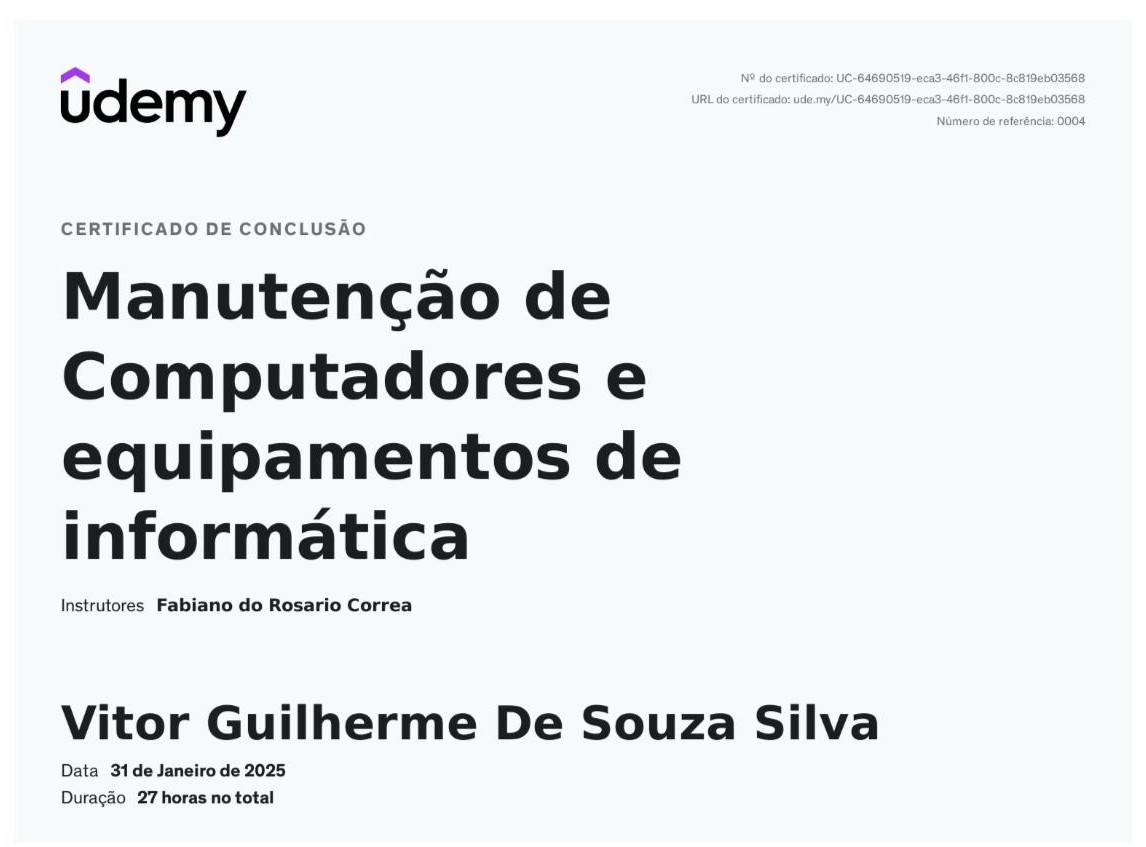 udemy
Nº do certificado: UC-64690519-eca3-46f1-800c-8c819eb03568
URL do certificado: ude.my/UC-64690519-eca3-46f1-800c-8c819eb03568
Número de referência: 0004
CERTIFICADO DE CONCLUSÃO
Manutenção de
Computadores e
equipamentos de
informática
Instrutores Fabiano do Rosario Correa
Vitor Guilherme De Souza Silva
Data 31 de Janeiro de 2025
Duração 27 horas no total